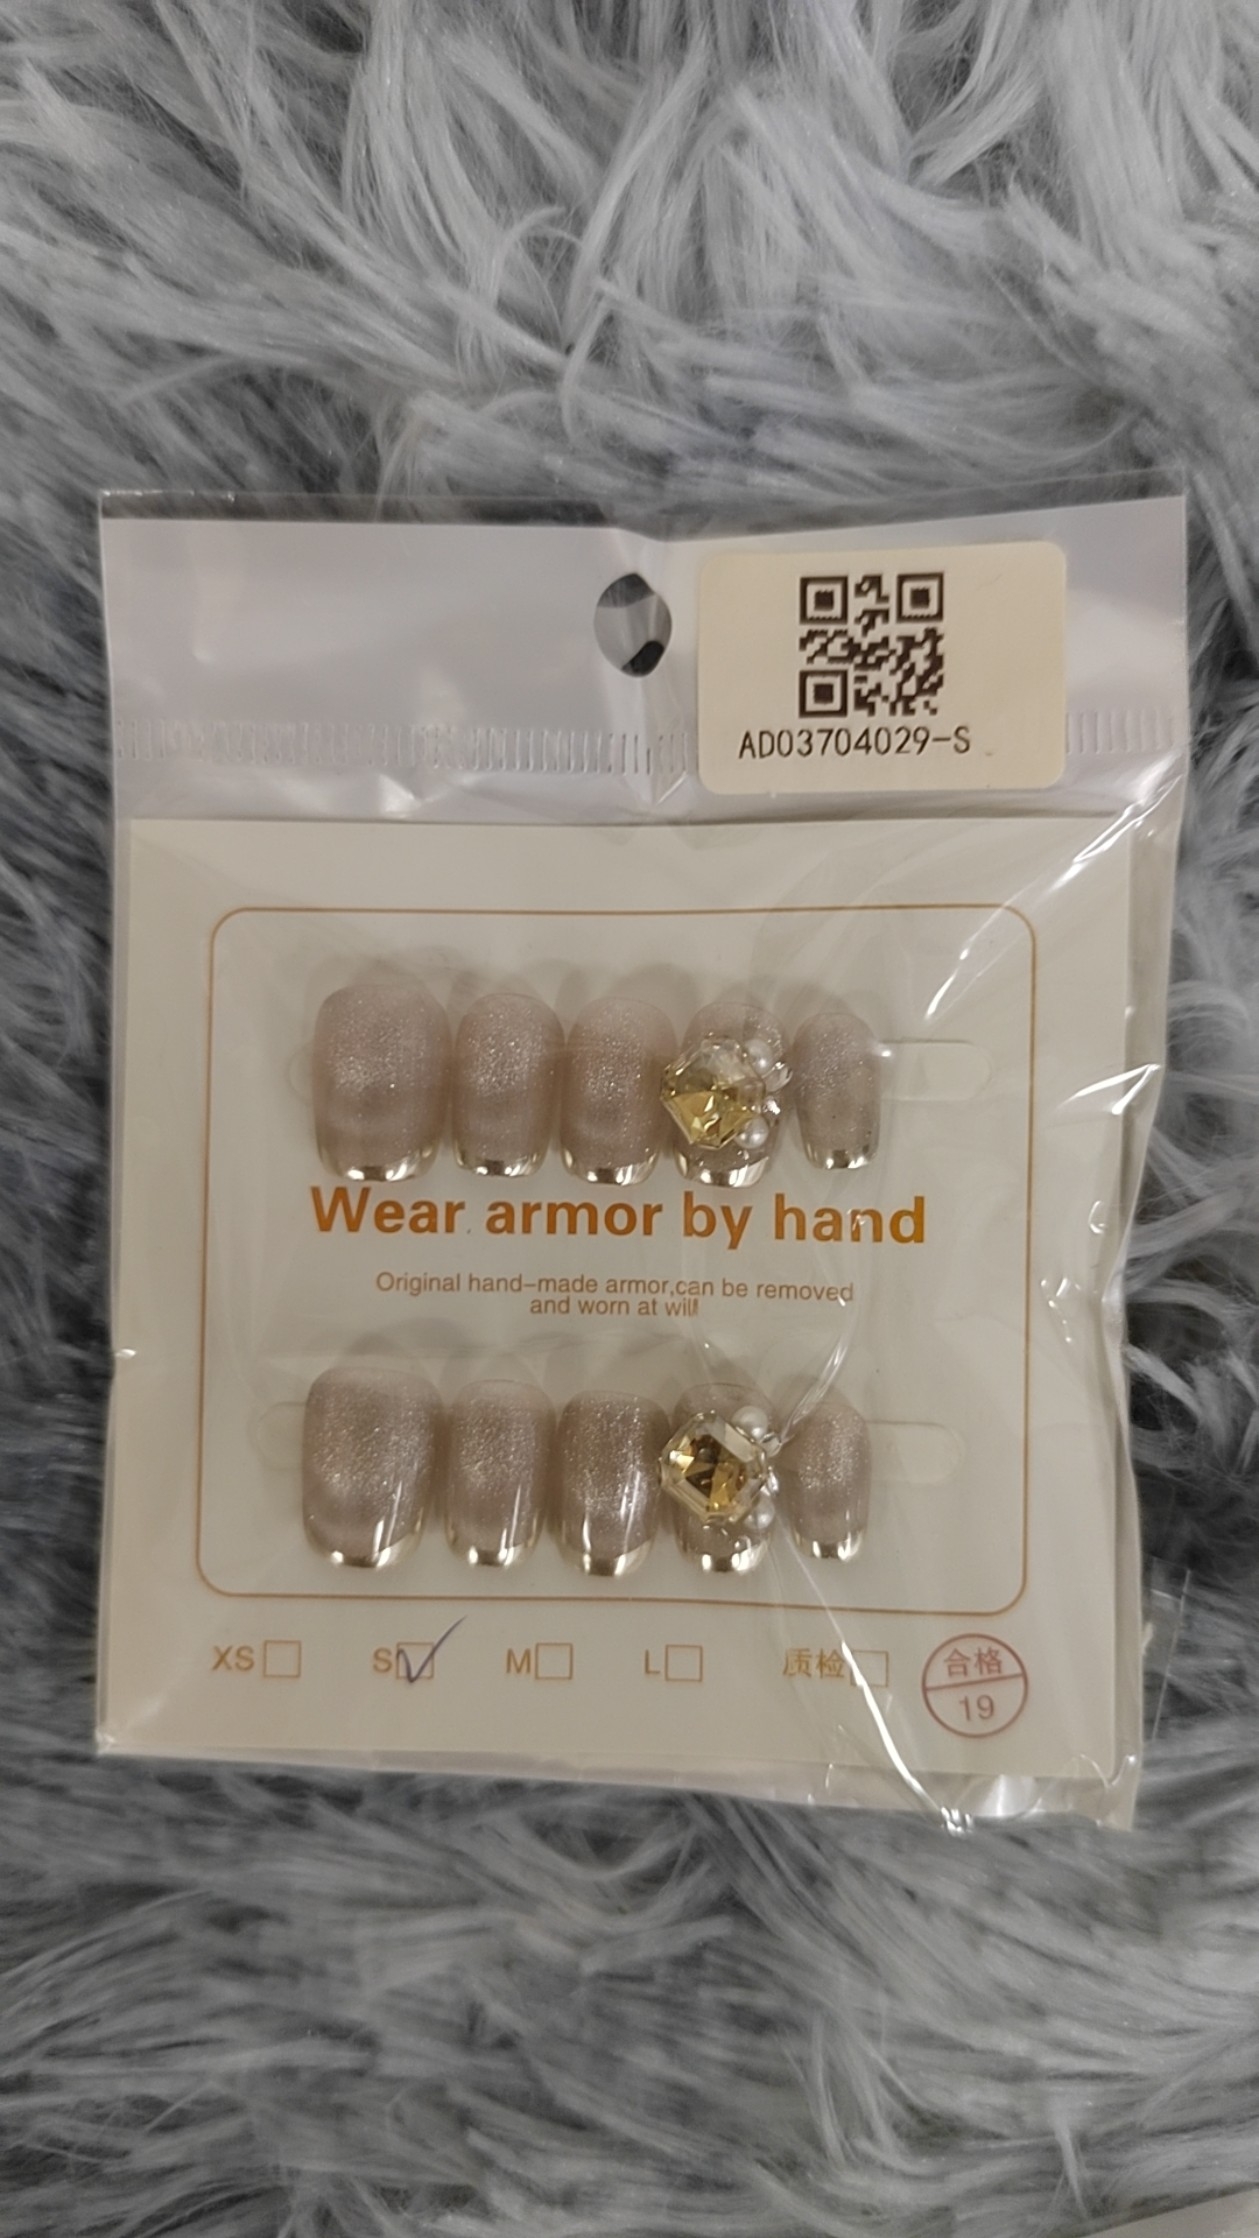 AD03704029-S
Wear armor by hand
Original hand-made armor,can be removed
and worn at will
XS S M L 质检
合格
19